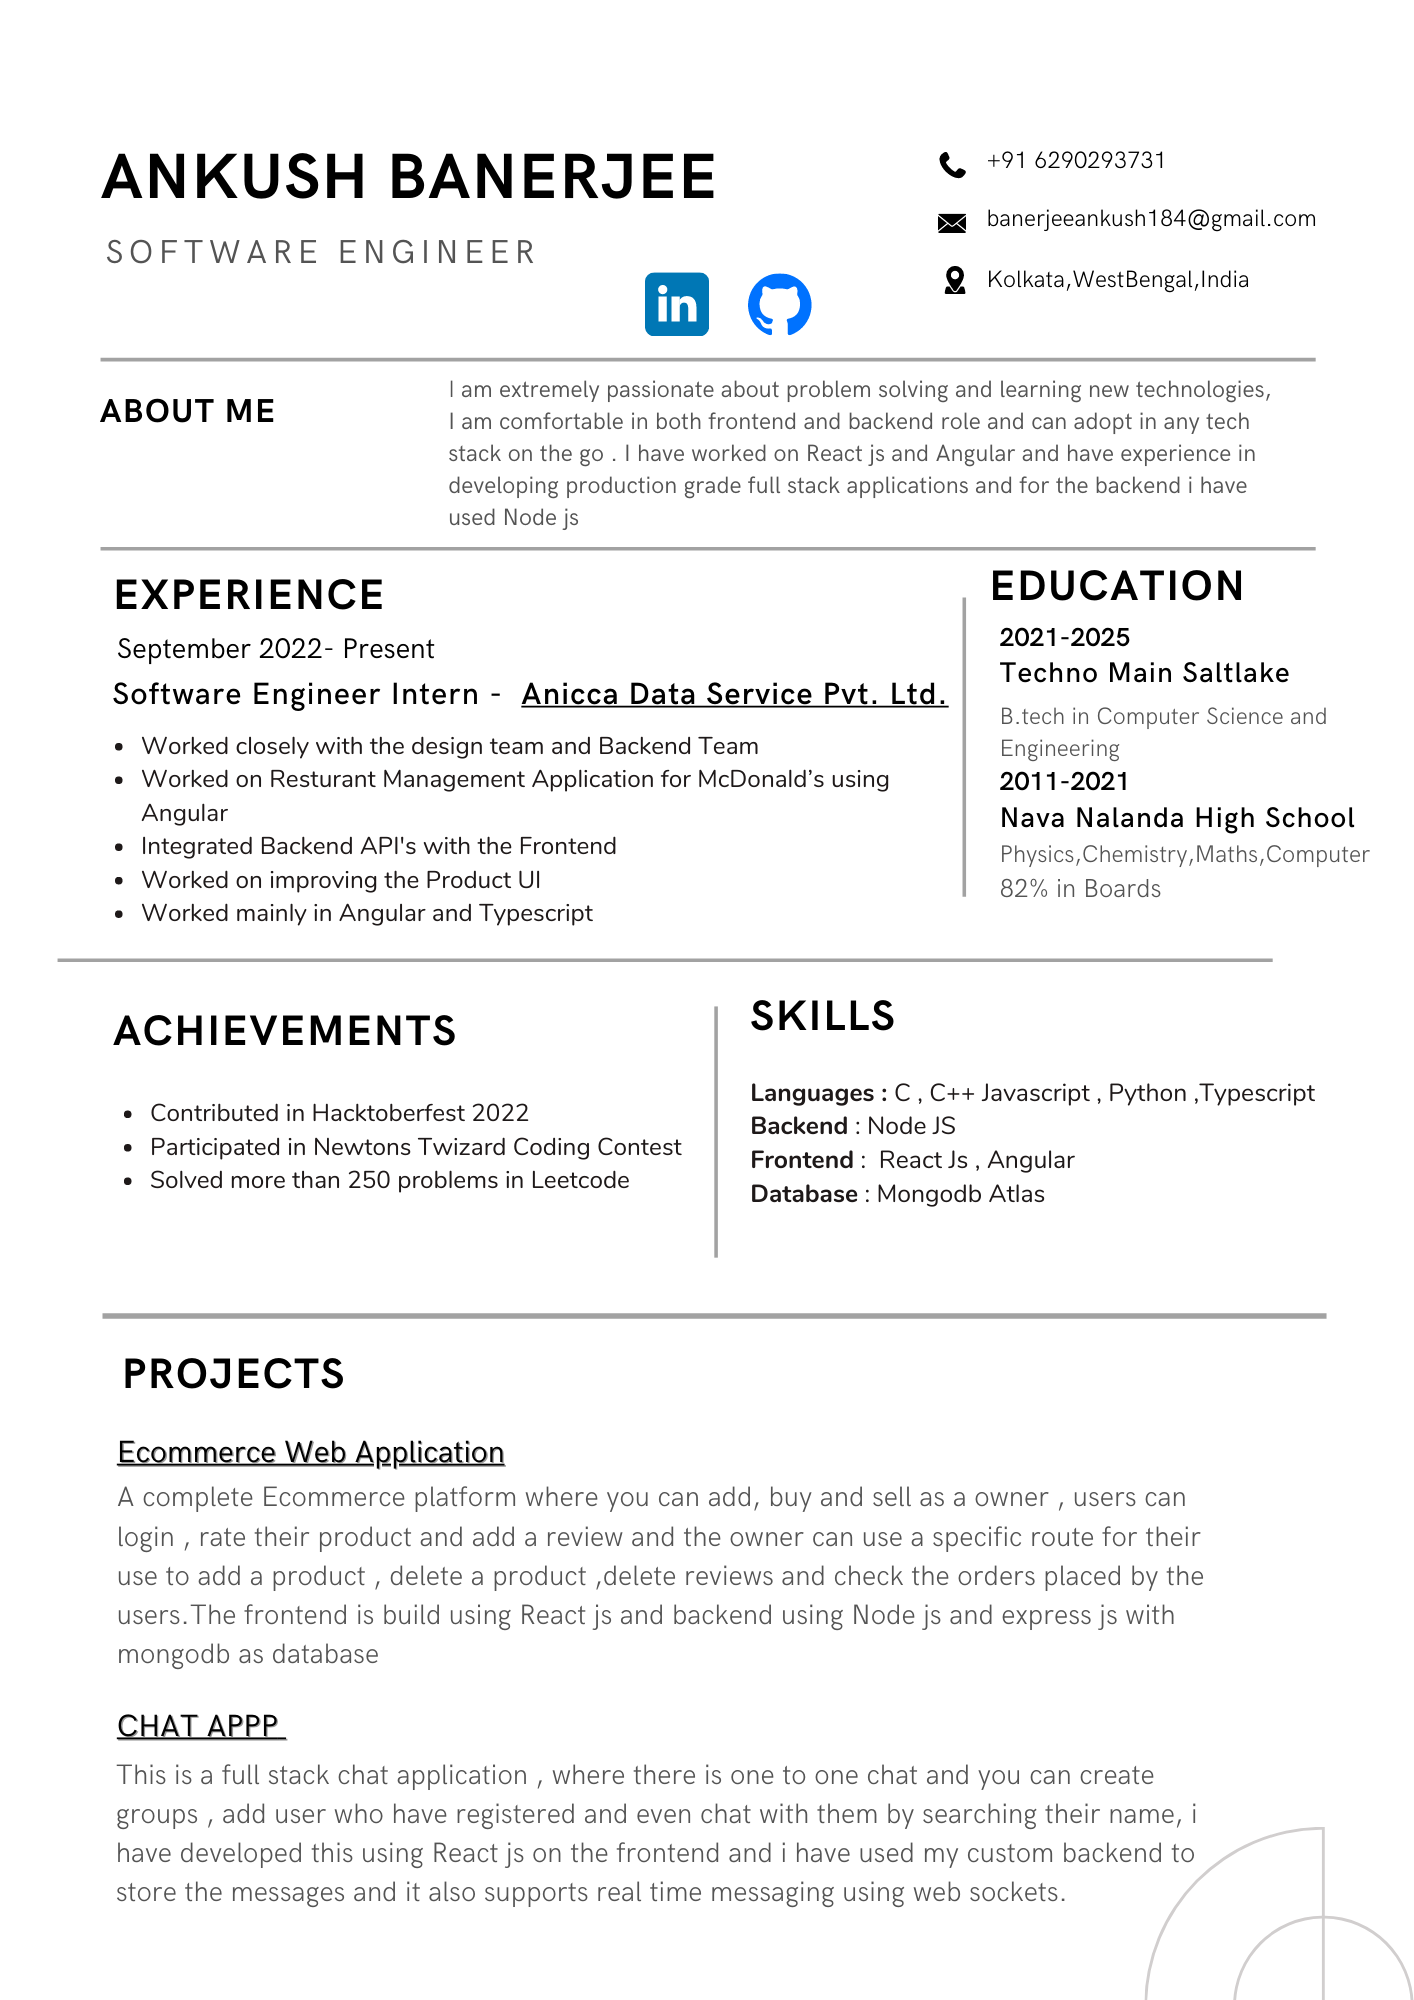 ANKUSH BANERJEE
SOFTWARE ENGINEER
+91 6290293731
banerjeeankush184@gmail.com
Kolkata,WestBengal,India
in
ABOUT ME
I am extremely passionate about problem solving and learning new technologies,
I am comfortable in both frontend and backend role and can adopt in any tech
stack on the go . I have worked on React js and Angular and have experience in
developing production grade full stack applications and for the backend i have
used Node js
EXPERIENCE
September 2022- Present
Software Engineer Intern - Anicca Data Service Pvt. Ltd.
• Worked closely with the design team and Backend Team
• Worked on Resturant Management Application for McDonald’s using
Angular
• Integrated Backend API's with the Frontend
• Worked on improving the Product UI
• Worked mainly in Angular and Typescript
EDUCATION
2021-2025
Techno Main Saltlake
B.tech in Computer Science and
Engineering
2011-2021
Nava Nalanda High School
Physics,Chemistry,Maths,Computer
82% in Boards
ACHIEVEMENTS
• Contributed in Hacktoberfest 2022
• Participated in Newtons Twizard Coding Contest
• Solved more than 250 problems in Leetcode
SKILLS
Languages : C , C++ Javascript , Python ,Typescript
Backend : Node JS
Frontend : React Js , Angular
Database : Mongodb Atlas
PROJECTS
Ecommerce Web Application
A complete Ecommerce platform where you can add, buy and sell as a owner , users can
login , rate their product and add a review and the owner can use a specific route for their
use to add a product , delete a product ,delete reviews and check the orders placed by the
users.The frontend is build using React js and backend using Node js and express js with
mongodb as database
CHAT APPP
This is a full stack chat application , where there is one to one chat and you can create
groups , add user who have registered and even chat with them by searching their name, i
have developed this using React js on the frontend and i have used my custom backend to
store the messages and it also supports real time messaging using web sockets.